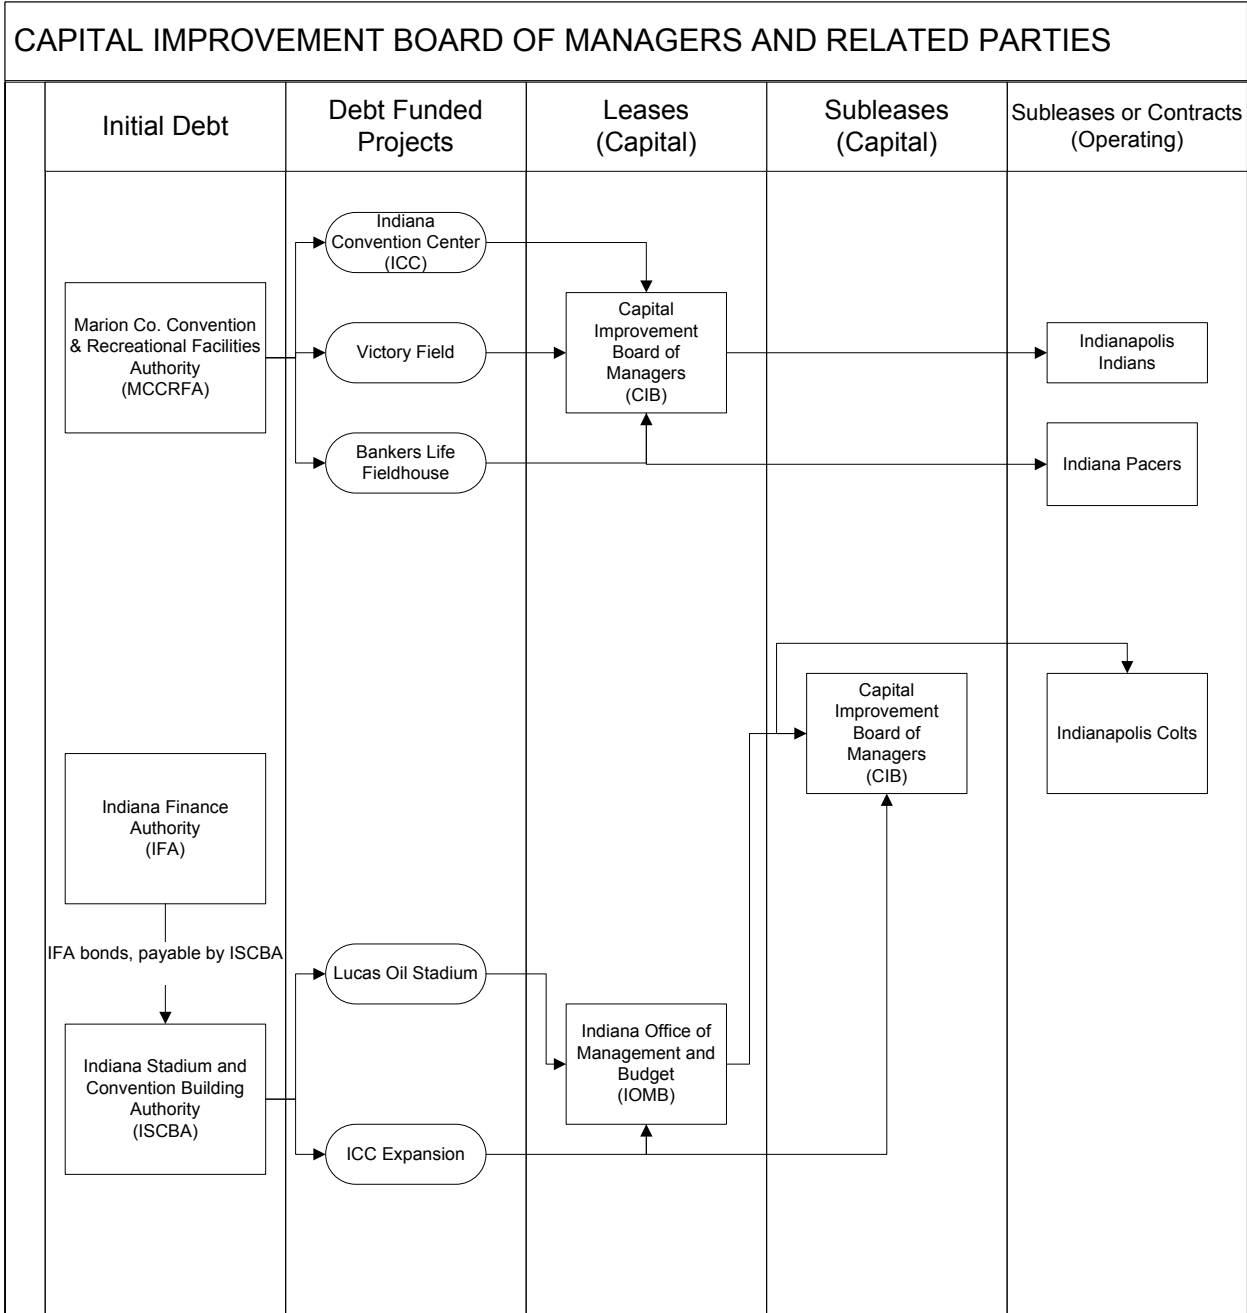 CAPITAL IMPROVEMENT BOARD OF MANAGERS AND RELATED PARTIES
Initial Debt
Debt Funded
Projects
Leases
(Capital)
Subleases
(Capital)
Subleases or Contracts
(Operating)
Indiana
Convention Center
(ICC)
Marion Co. Convention
& Recreational Facilities
Authority
(MCCRFA)
Victory Field
Bankers Life
Fieldhouse
Capital
Improvement
Board of
Managers
(CIB)
Indianapolis
Indians
Indiana Pacers
Capital
Improvement
Board of
Managers
(CIB)
Indianapolis Colts
Indiana Finance
Authority
(IFA)
IFA bonds, payable by ISCBA
Indiana Stadium and
Convention Building
Authority
(ISCBA)
Lucas Oil Stadium
ICC Expansion
Indiana Office of
Management and
Budget
(IOMB)